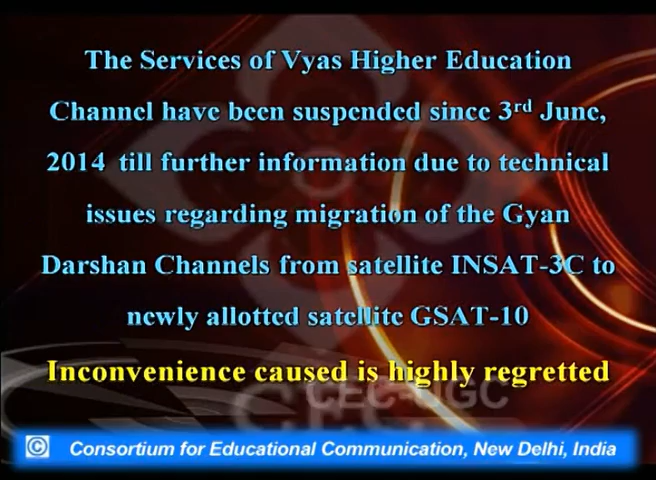 The Services of Vyas Higher Education
Channel have been suspended since 3rd June,
2014 till further information due to technical
issues regarding migration of the Gyan
Darshan Channels from satellite INSAT-3C to
newly allotted satellite GSAT-10
Inconvenience caused is highly regretted
CEC-UGC
© Consortium for Educational Communication, New Delhi, India